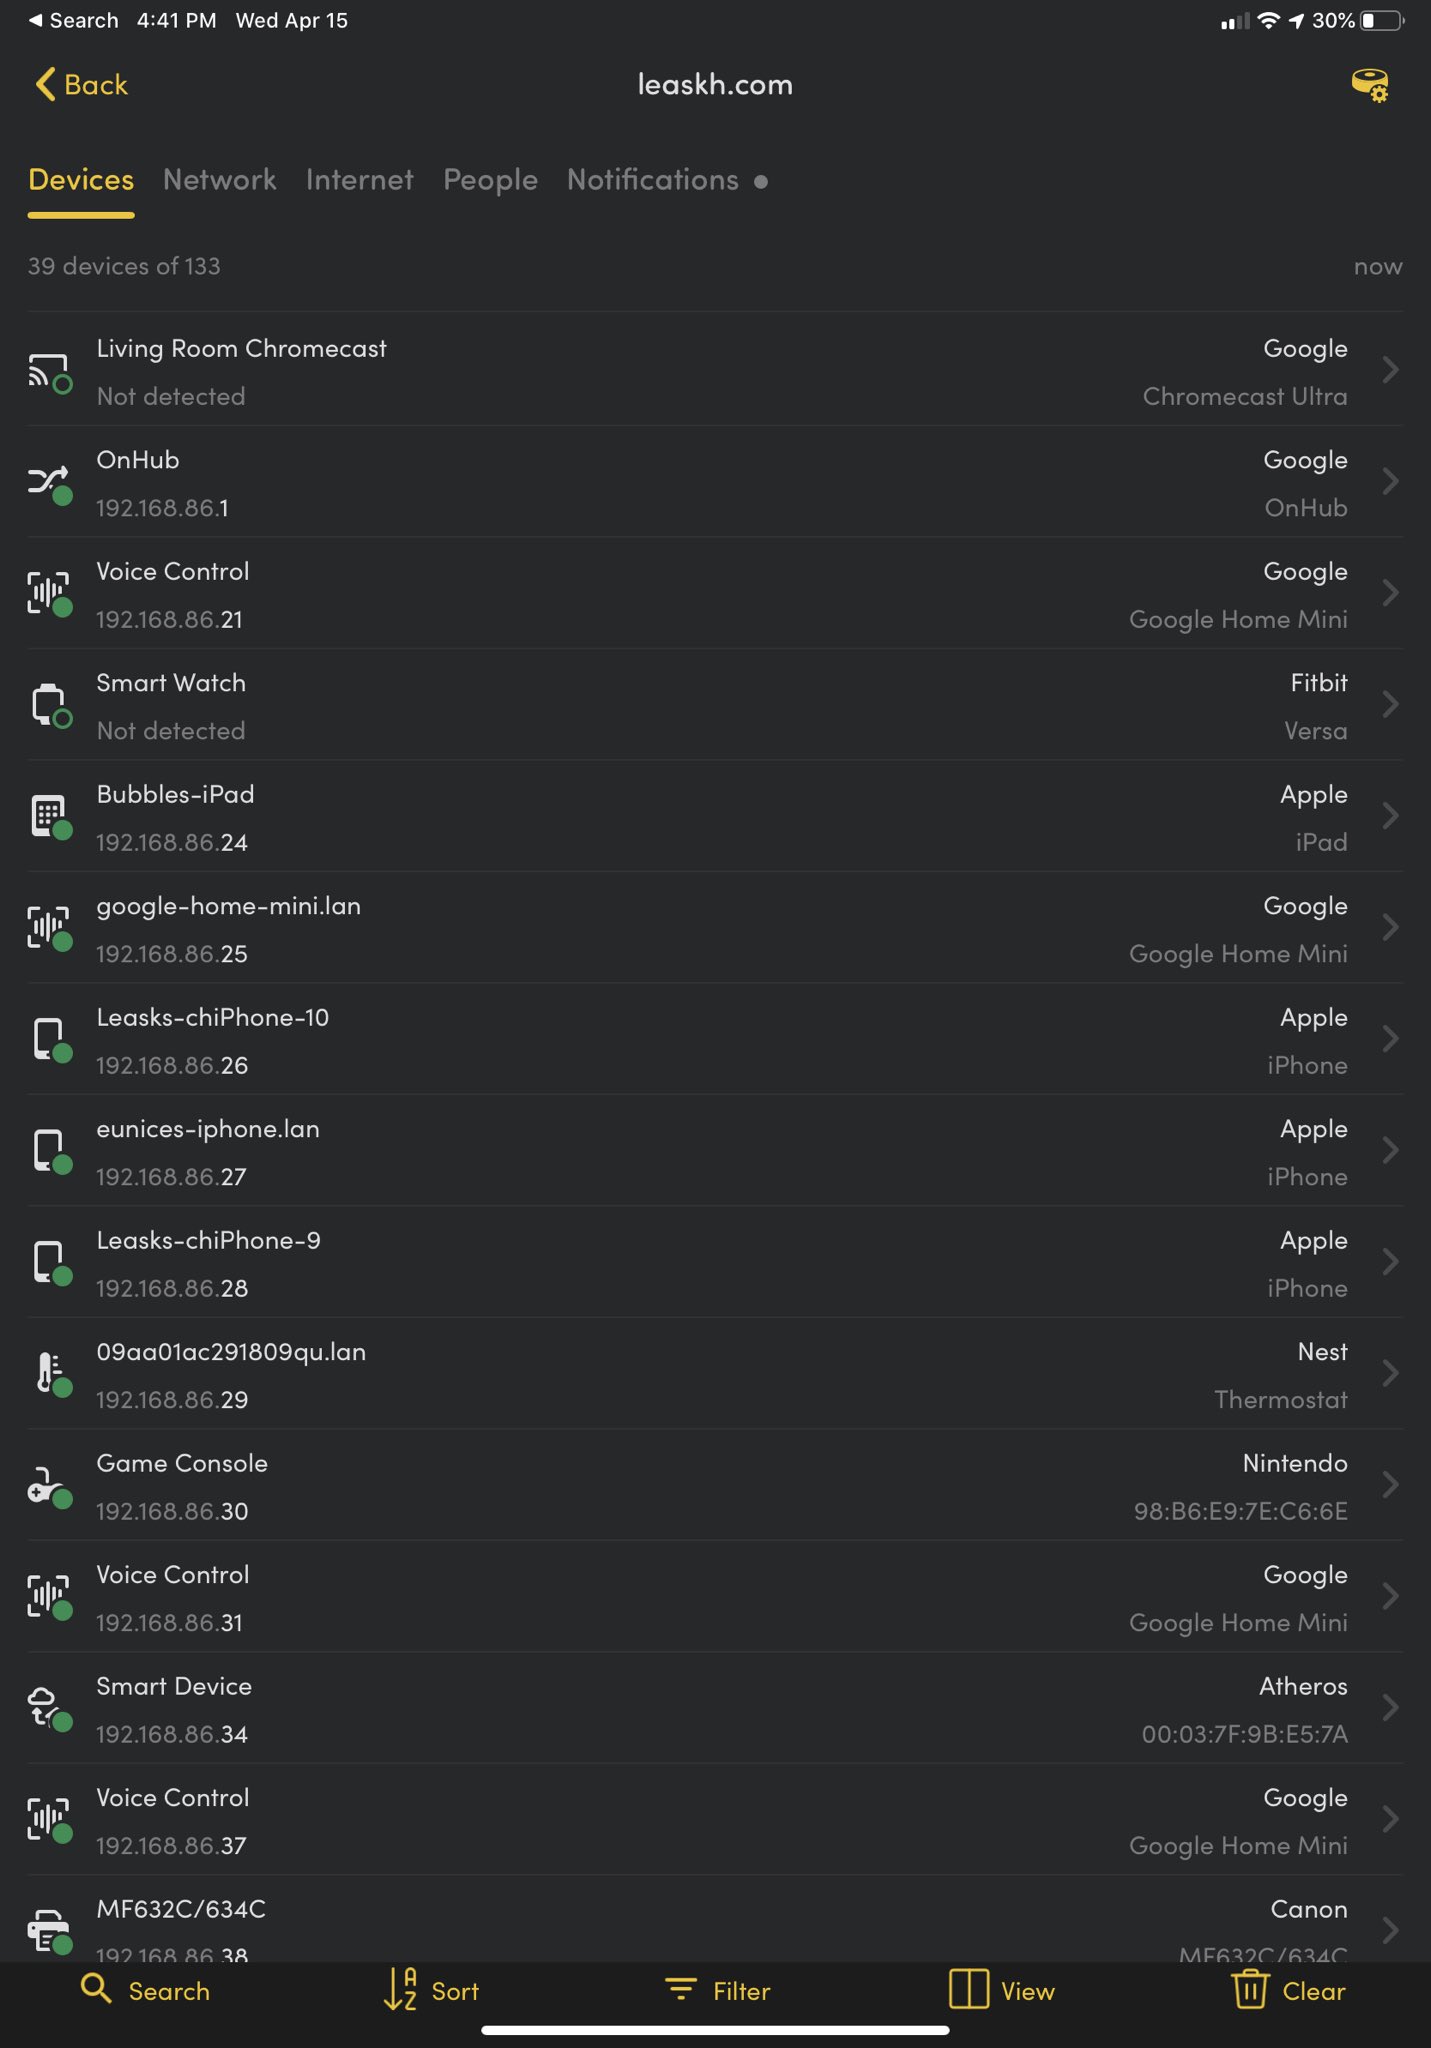 Search 4:41 PM Wed Apr 15 30%
Back leaskh.com
Devices Network Internet People Notifications
39 devices of 133 now
Living Room Chromecast Google
Not detected Chromecast Ultra
OnHub Google
192.168.86.1 OnHub
Voice Control Google
192.168.86.21 Google Home Mini
Smart Watch Fitbit
Not detected Versa
Bubbles-iPad Apple
192.168.86.24 iPad
google-home-mini.lan Google
192.168.86.25 Google Home Mini
Leasks-chiPhone-10 Apple
192.168.86.26 iPhone
eunices-iphone.lan Apple
192.168.86.27 iPhone
Leasks-chiPhone-9 Apple
192.168.86.28 iPhone
09aa01ac291809qu.lan Nest
192.168.86.29 Thermostat
Game Console Nintendo
192.168.86.30 98:B6:E9:7E:C6:6E
Voice Control Google
192.168.86.31 Google Home Mini
Smart Device Atheros
192.168.86.34 00:03:7F:9B:E5:7A
Voice Control Google
192.168.86.37 Google Home Mini
MF632C/634C Canon
192.168.86.38 MF632C/634C
Search Sort Filter View Clear